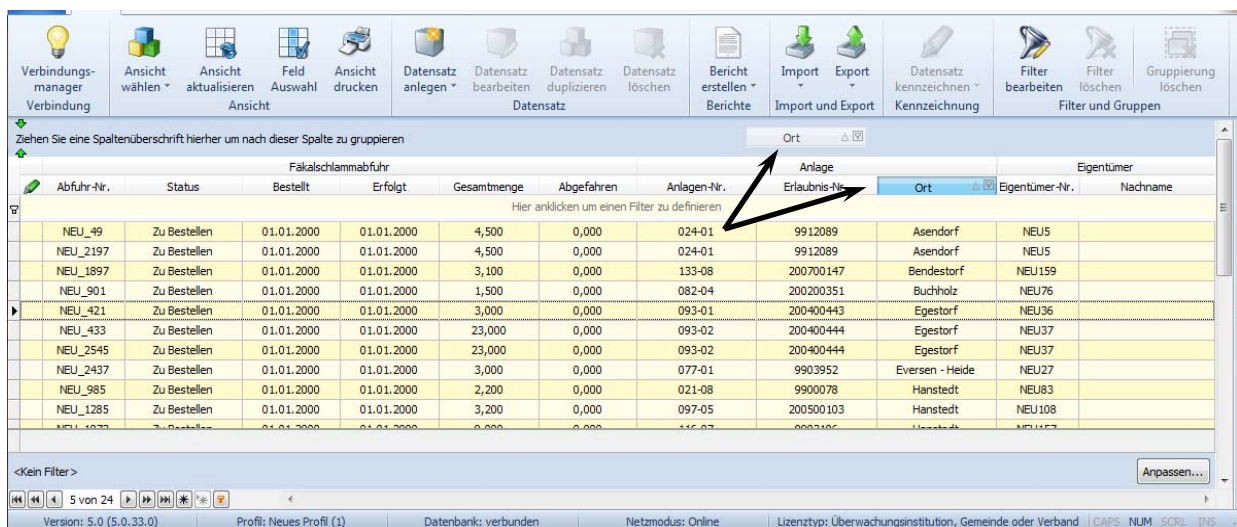 Verbindungs-
manager
Ansicht
wählen
Ansicht
aktualisieren
Feld
Auswahl
Ansicht
drucken
Datensatz
anlegen
Datensatz
bearbeiten
Datensatz
duplizieren
Datensatz
löschen
Bericht
erstellen
Import
Export
Datensatz
kennzeichnen
Filter
bearbeiten
Filter
löschen
Gruppierung
löschen
Verbindung Ansicht Datensatz Berichte Import und Export Kennzeichnung Filter und Gruppen
Ziehen Sie eine Spaltenüberschrift hierher um nach dieser Spalte zu gruppieren
Ort
Fäkalschlammabfuhr Anlage Eigentümer
Abfuhr-Nr. Status Bestellt Erfolgt Gesamtmenge Abgefahren Anlagen-Nr. Erlaubnis-Nr. Ort Eigentümer-Nr. Nachname
Hier anklicken um einen Filter zu definieren
NEU_49 Zu Bestellen 01.01.2000 01.01.2000 4,500 0,000 024-01 9912089 Asendorf NEU5
NEU_2197 Zu Bestellen 01.01.2000 01.01.2000 4,500 0,000 024-01 9912089 Asendorf NEU5
NEU_1897 Zu Bestellen 01.01.2000 01.01.2000 3,100 0,000 133-08 200700147 Bendestorf NEU159
NEU_901 Zu Bestellen 01.01.2000 01.01.2000 1,500 0,000 082-04 200200351 Buchholz NEU76
NEU_421 Zu Bestellen 01.01.2000 01.01.2000 3,000 0,000 093-01 200400443 Egestorf NEU36
NEU_433 Zu Bestellen 01.01.2000 01.01.2000 23,000 0,000 093-02 200400444 Egestorf NEU37
NEU_2545 Zu Bestellen 01.01.2000 01.01.2000 23,000 0,000 093-02 200400444 Egestorf NEU37
NEU_2437 Zu Bestellen 01.01.2000 01.01.2000 3,000 0,000 077-01 9903952 Eversen - Heide NEU27
NEU_985 Zu Bestellen 01.01.2000 01.01.2000 2,200 0,000 021-08 9900078 Hanstedt NEU83
NEU_1285 Zu Bestellen 01.01.2000 01.01.2000 3,200 0,000 097-05 200500103 Hanstedt NEU108
<Kein Filter>
Anpassen...
5 von 24
Version: 5.0 (5.0.33.0) Profil: Neues Profil (1) Datenbank: verbunden Netzmodus: Online Lizenztyp: Überwachungsinstitution, Gemeinde oder Verband CAPS NUM SCRL INS